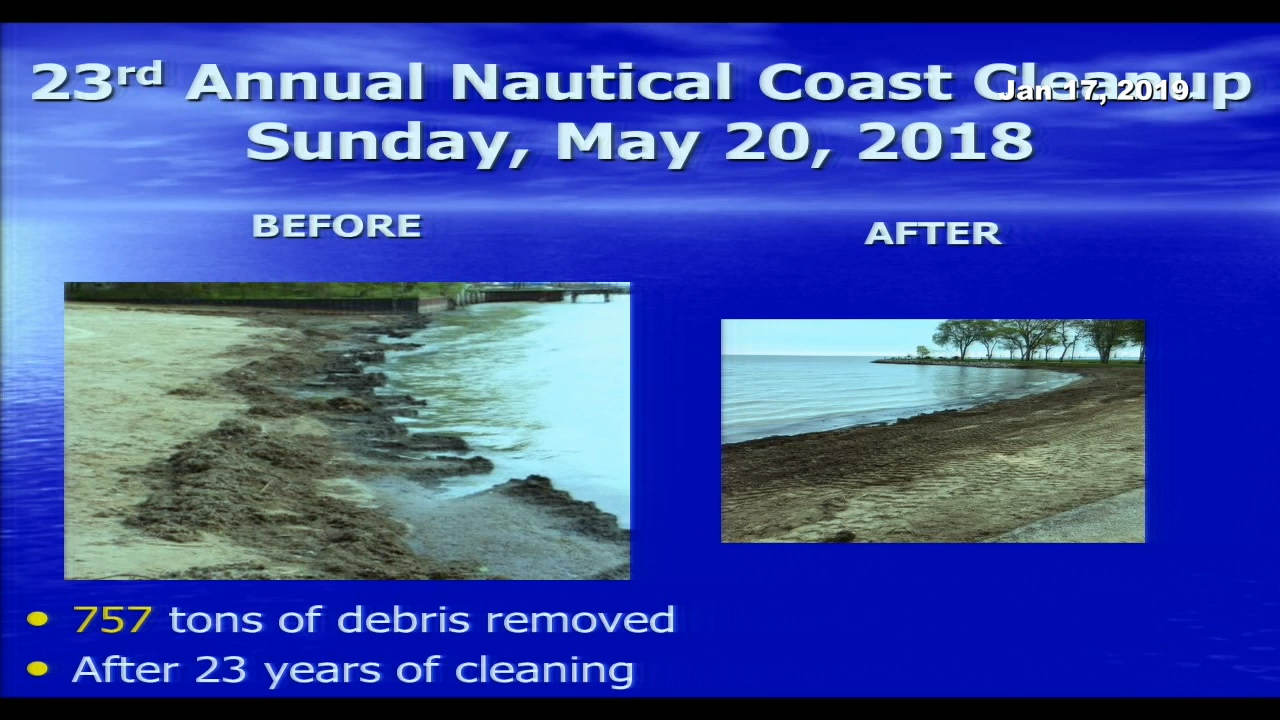 23rd Annual Nautical Coast Cleanup
Jan 17, 2019
Sunday, May 20, 2018
BEFORE
AFTER
• 757 tons of debris removed
• After 23 years of cleaning